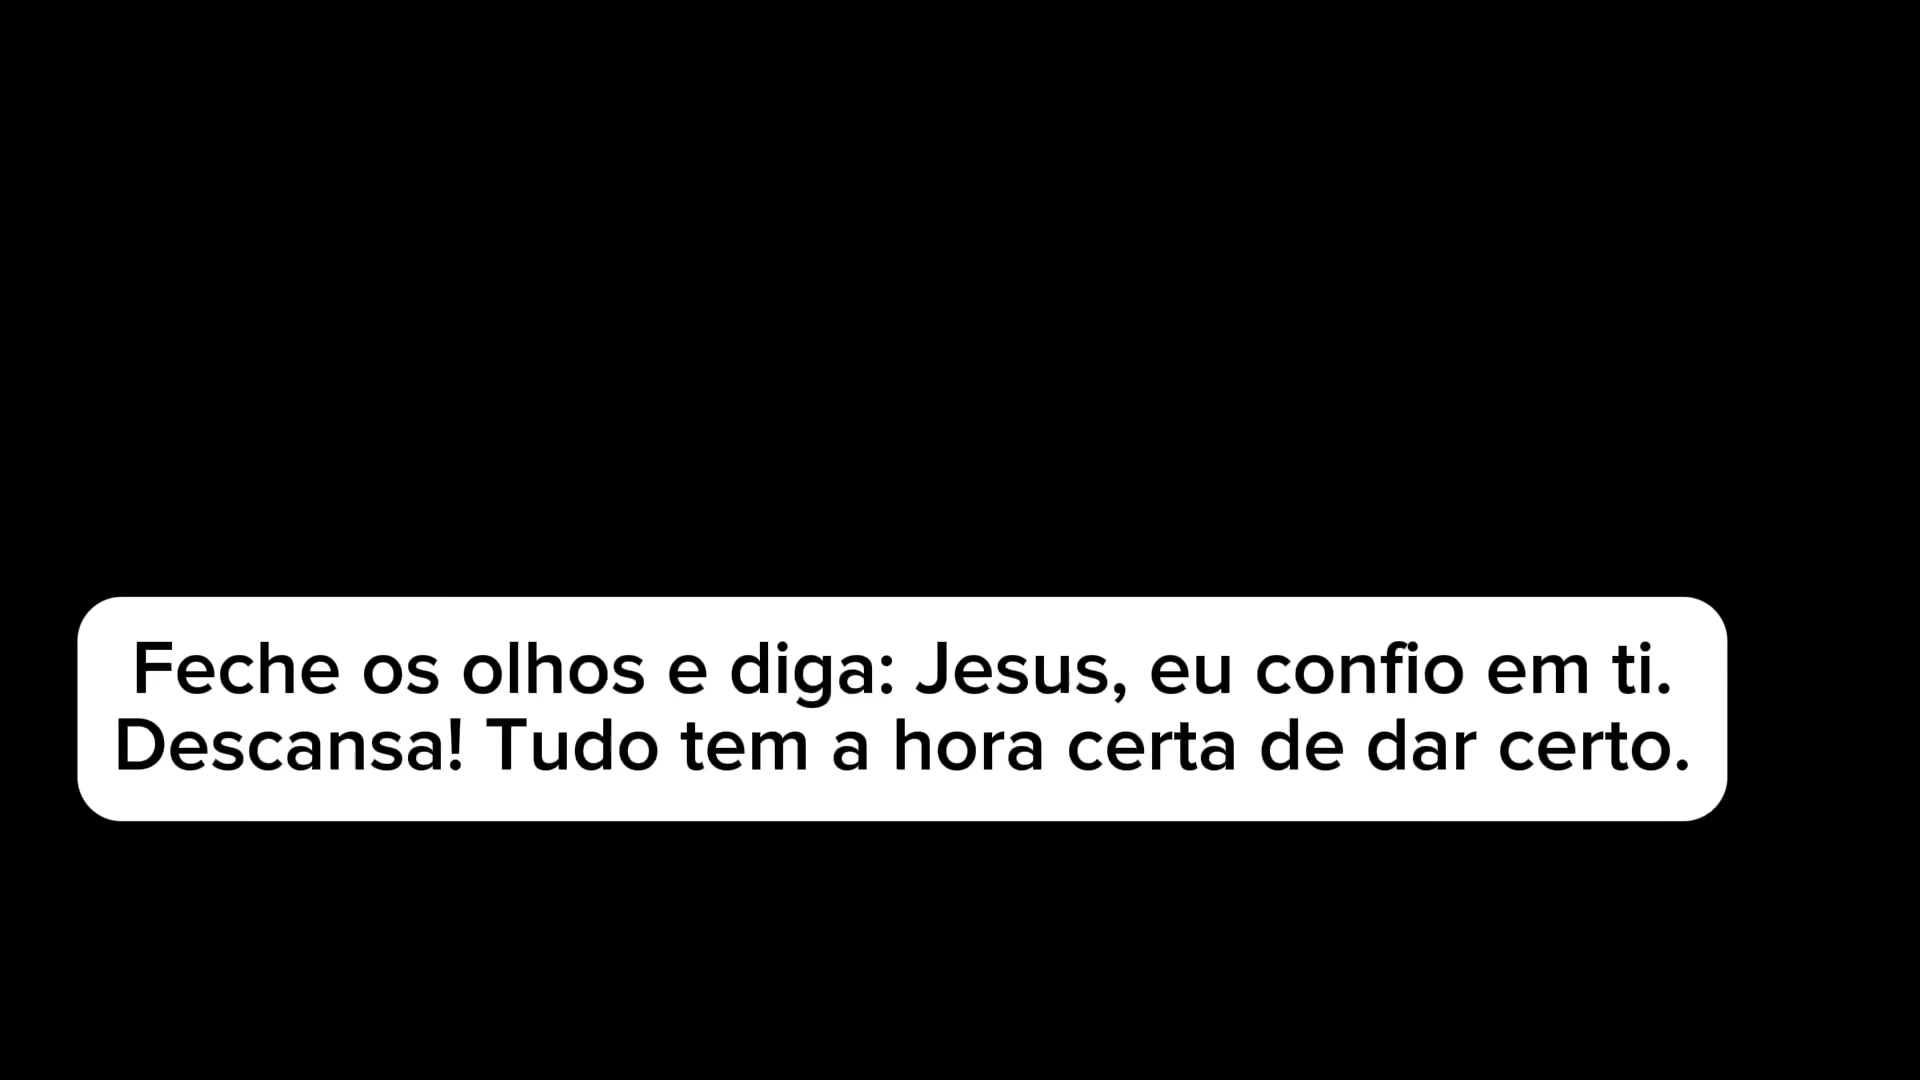 Feche os olhos e diga: Jesus, eu confio em ti.
Descansa! Tudo tem a hora certa de dar certo.